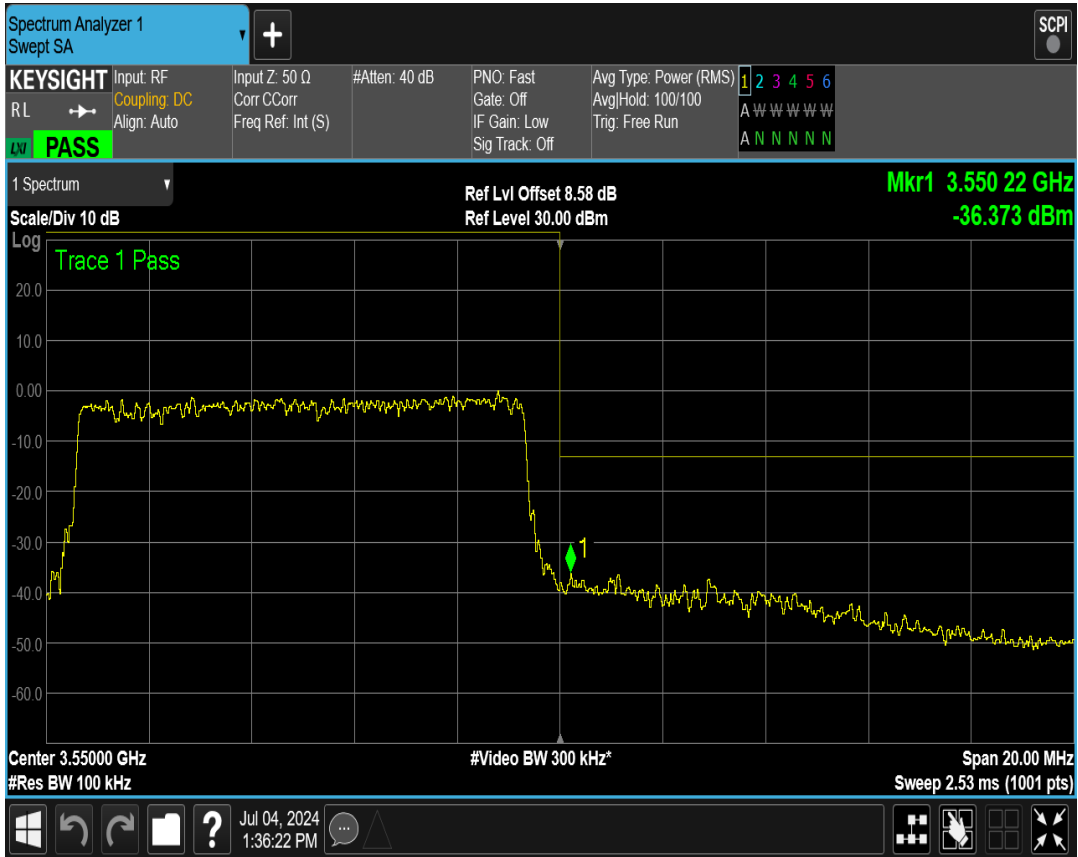 Spectrum Analyzer 1
Swept SA
SCPI
KEYSIGHT
R L
LXI PASS
Input: RF
Coupling: DC
Align: Auto
Input Z: 50 Ω
Corr CCorr
Freq Ref: Int (S)
#Atten: 40 dB
PNO: Fast
Gate: Off
IF Gain: Low
Sig Track: Off
Avg Type: Power (RMS)
Avg|Hold: 100/100
Trig: Free Run
1 2 3 4 5 6
A W W W W W
A N N N N N
1 Spectrum
Scale/Div 10 dB
Ref Lvl Offset 8.58 dB
Ref Level 30.00 dBm
Mkr1 3.550 22 GHz
-36.373 dBm
Log
Trace 1 Pass
20.0
10.0
0.00
-10.0
-20.0
-30.0
1
-40.0
-50.0
-60.0
Center 3.55000 GHz
#Res BW 100 kHz
#Video BW 300 kHz*
Span 20.00 MHz
Sweep 2.53 ms (1001 pts)
?
Jul 04, 2024
1:36:22 PM